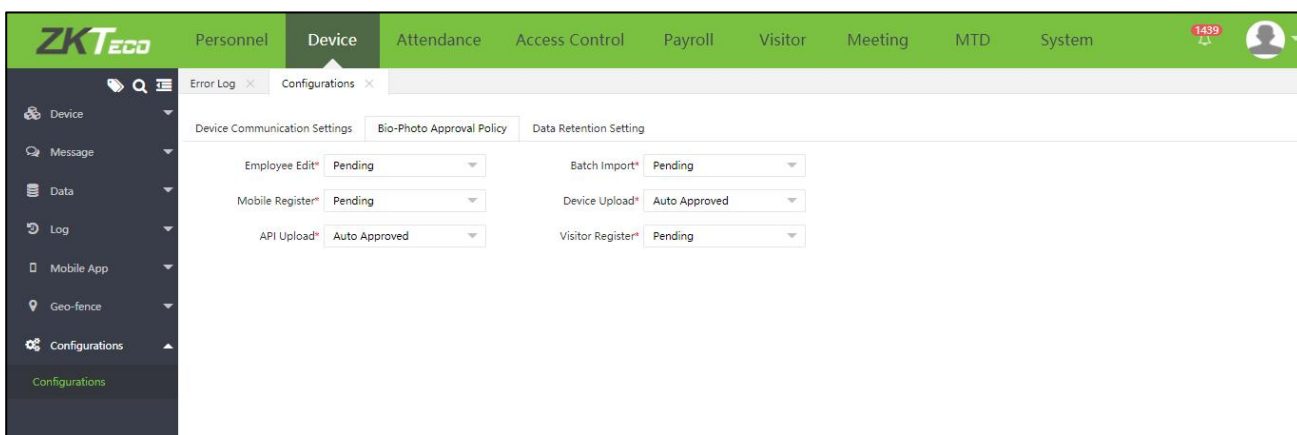 ZKTECO Personnel Device Attendance Access Control Payroll Visitor Meeting MTD System 1439
Error Log Configurations
Device
Device Communication Settings Bio-Photo Approval Policy Data Retention Setting
Message
Employee Edit* Pending Batch Import* Pending
Data
Mobile Register* Pending Device Upload* Auto Approved
Log
API Upload* Auto Approved Visitor Register* Pending
Mobile App
Geo-fence
Configurations
Configurations